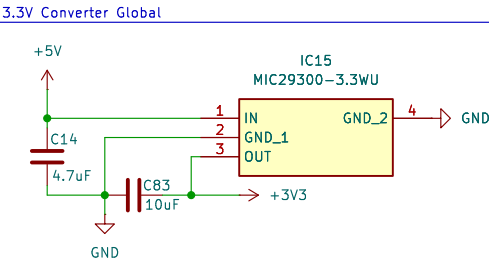 3.3V Converter Global
+5V
IC15
MIC29300-3.3WU
1 IN GND_2 4 GND
2 GND_1
3 OUT
C14
4.7uF
C83
10uF
+3V3
GND